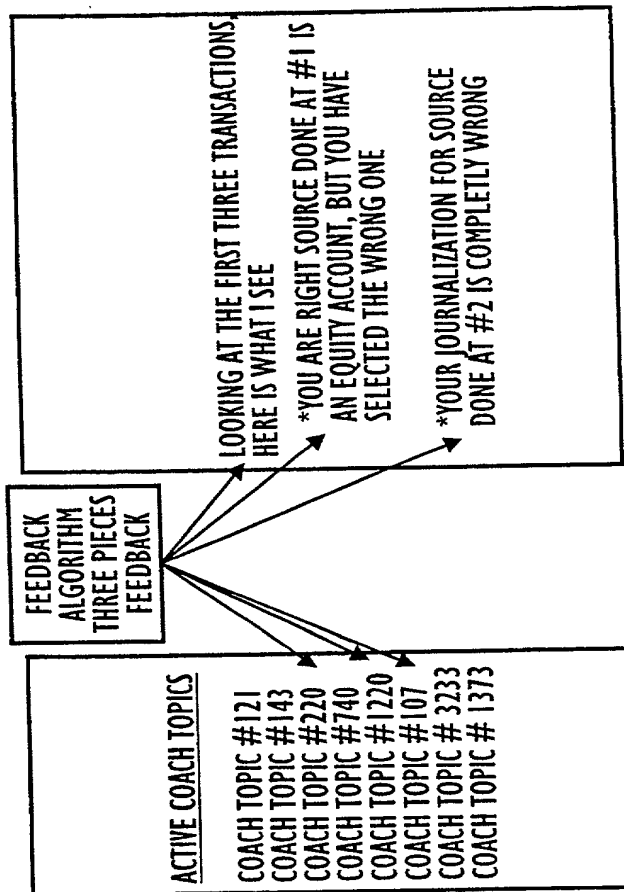 ACTIVE COACH TOPICS
COACH TOPIC #121
COACH TOPIC #143
COACH TOPIC #220
COACH TOPIC #740
COACH TOPIC #1220
COACH TOPIC #107
COACH TOPIC # 3233
COACH TOPIC # 1373
FEEDBACK
ALGORITHM
THREE PIECES
FEEDBACK
LOOKING AT THE FIRST THREE TRANSACTIONS,
HERE IS WHAT I SEE
*YOU ARE RIGHT SOURCE DONE AT #1 IS
AN EQUITY ACCOUNT, BUT YOU HAVE
SELECTED THE WRONG ONE
*YOUR JOURNALIZATION FOR SOURCE
DONE AT #2 IS COMPLETLY WRONG